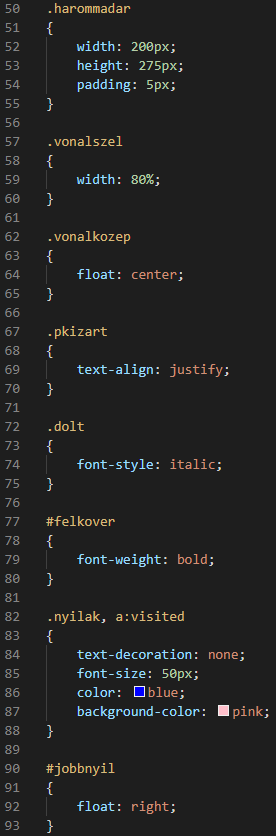 50 .harommadar
51 {
52     width: 200px;
53     height: 275px;
54     padding: 5px;
55 }
56
57 .vonalszel
58 {
59     width: 80%;
60 }
61
62 .vonalkozep
63 {
64     float: center;
65 }
66
67 .pkizart
68 {
69     text-align: justify;
70 }
71
72 .dolt
73 {
74     font-style: italic;
75 }
76
77 #felkover
78 {
79     font-weight: bold;
80 }
81
82 .nyilak, a:visited
83 {
84     text-decoration: none;
85     font-size: 50px;
86     color: blue;
87     background-color: pink;
88 }
89
90 #jobbnyil
91 {
92     float: right;
93 }